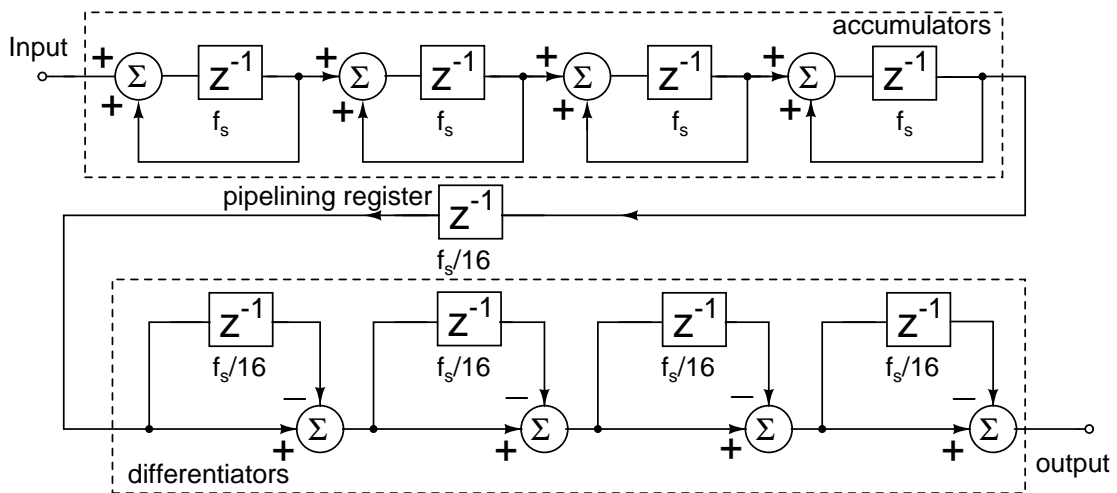 accumulators
Input
+ Σ z⁻¹ + Σ z⁻¹ + Σ z⁻¹ + Σ z⁻¹
+ + + +
fₛ fₛ fₛ fₛ
pipelining register
z⁻¹
fₛ/16
z⁻¹ z⁻¹ z⁻¹ z⁻¹
fₛ/16 fₛ/16 fₛ/16 fₛ/16
− − − −
Σ Σ Σ Σ
+ + + +
differentiators
output